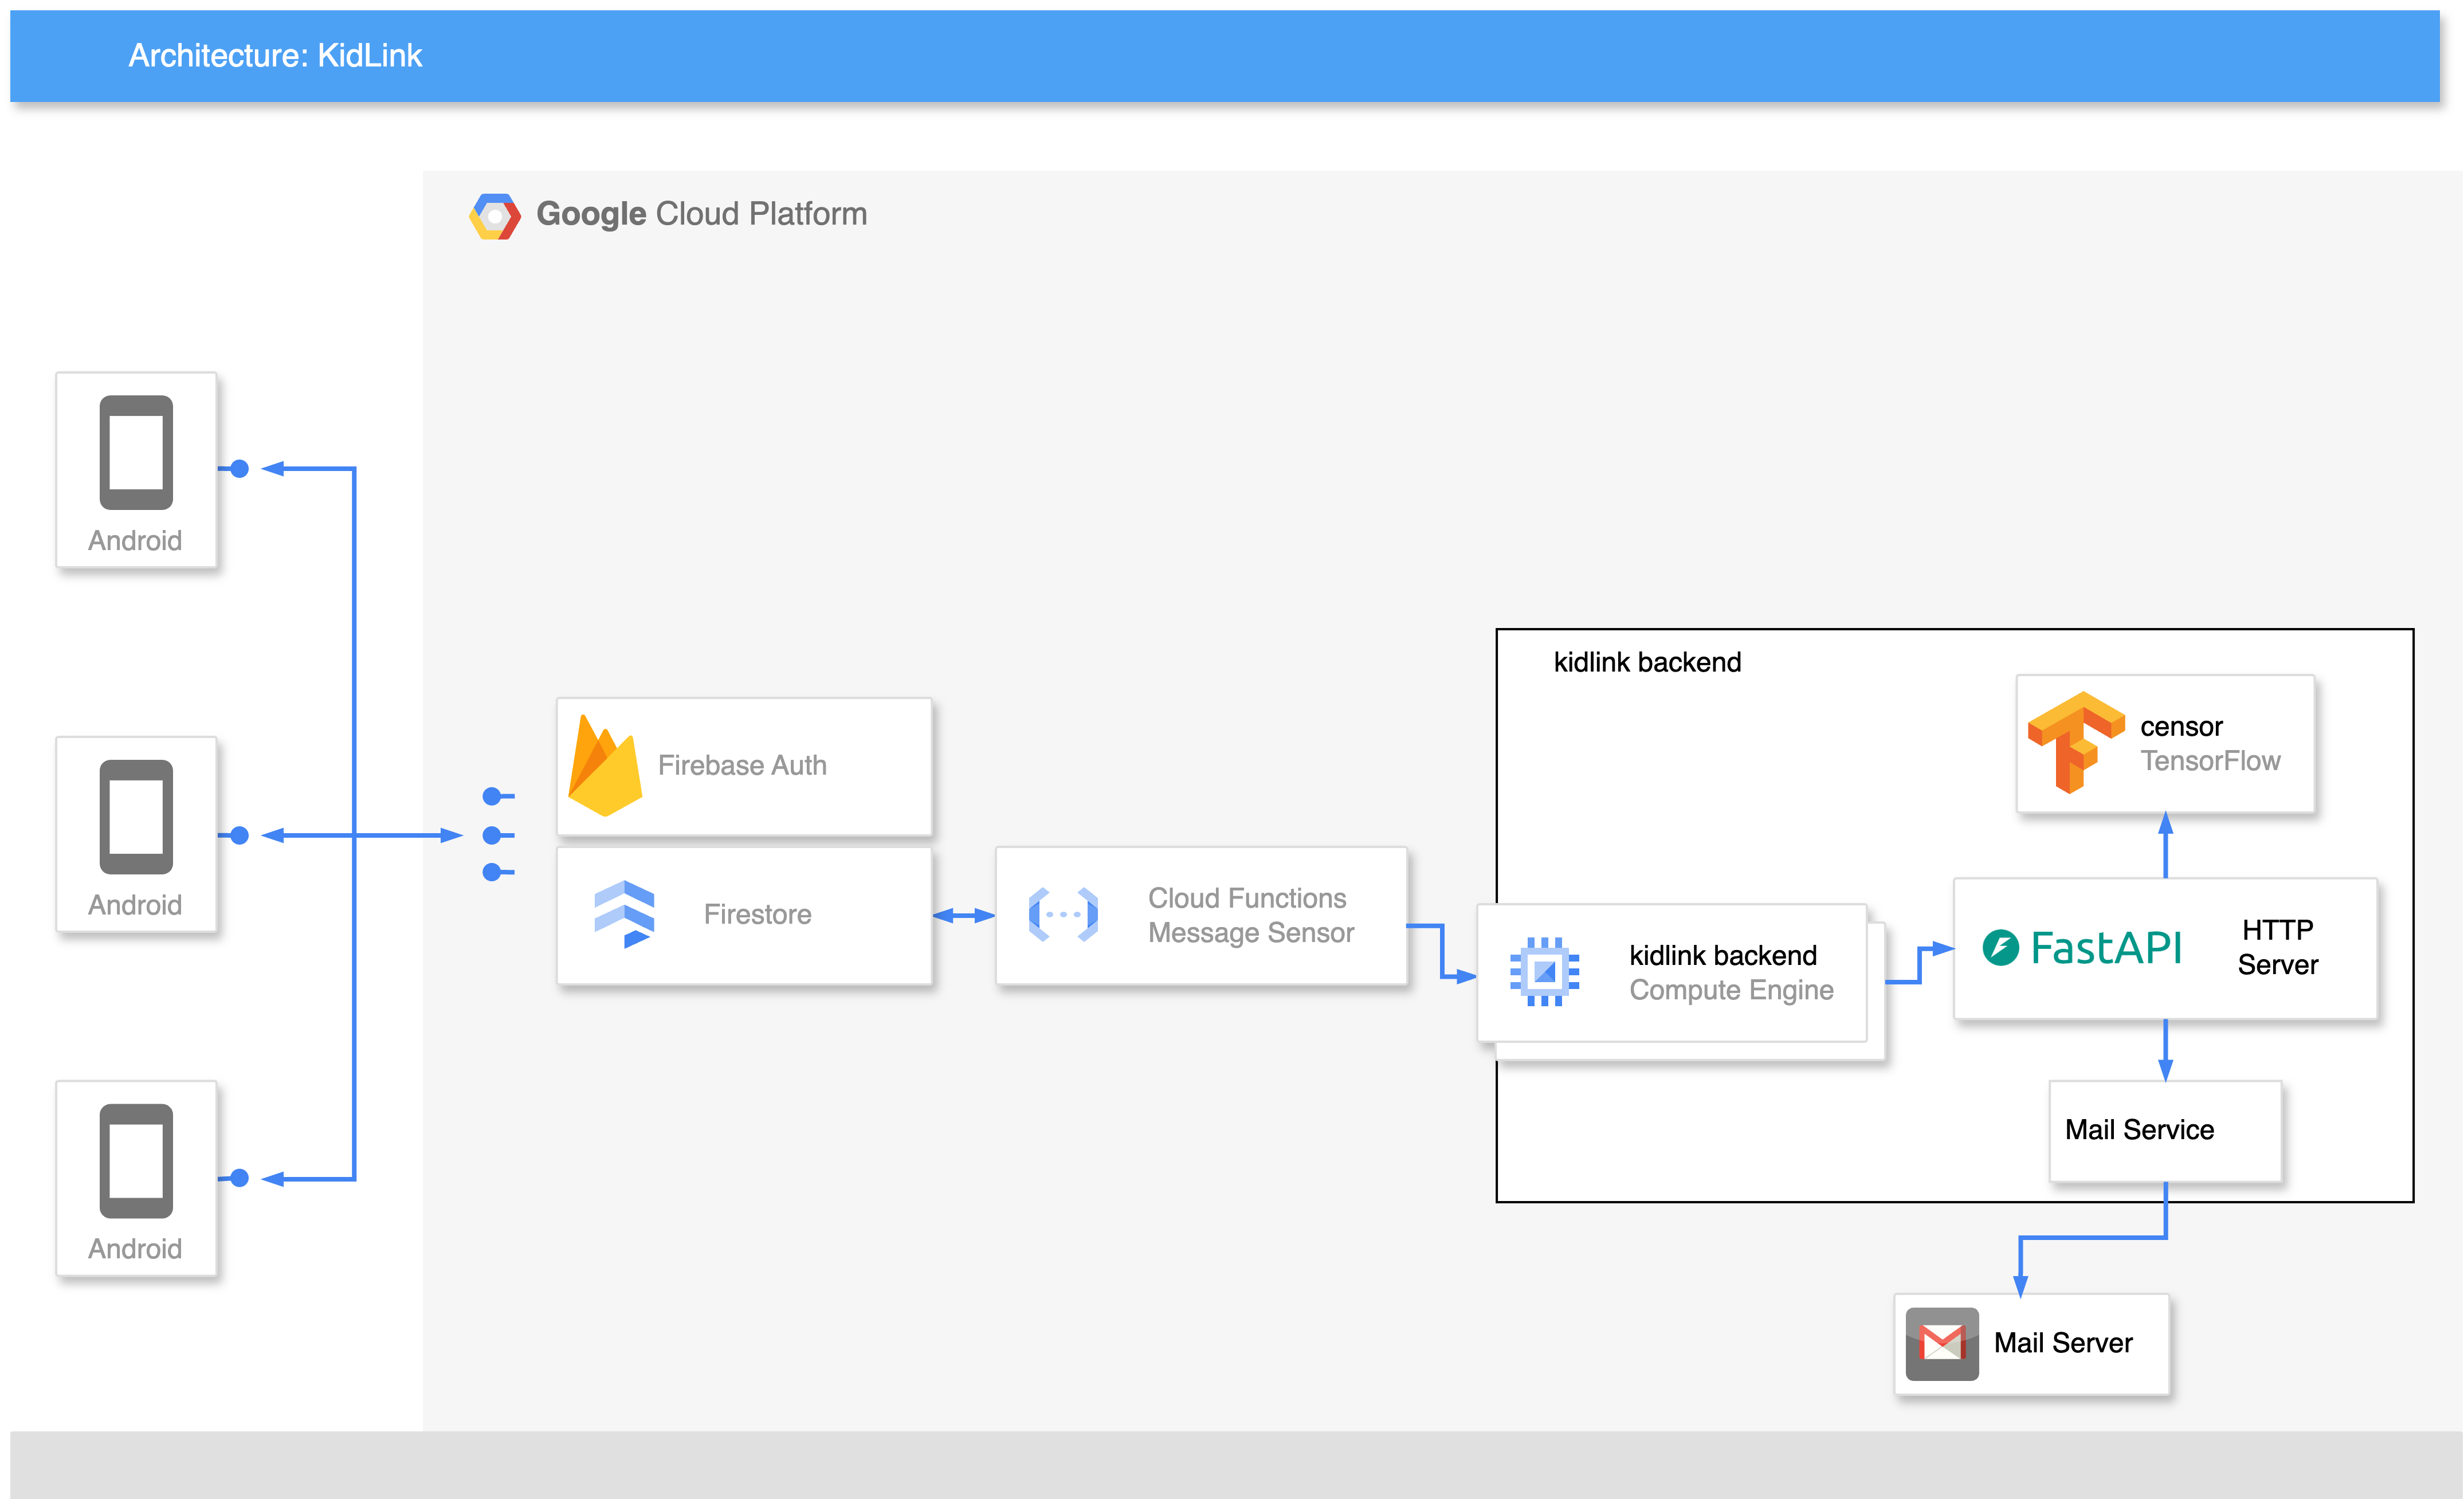 Architecture: KidLink
Google Cloud Platform
Android
Android
Android
Firebase Auth
Firestore
Cloud Functions
Message Sensor
kidlink backend
kidlink backend
Compute Engine
censor
TensorFlow
FastAPI
HTTP
Server
Mail Service
Mail Server